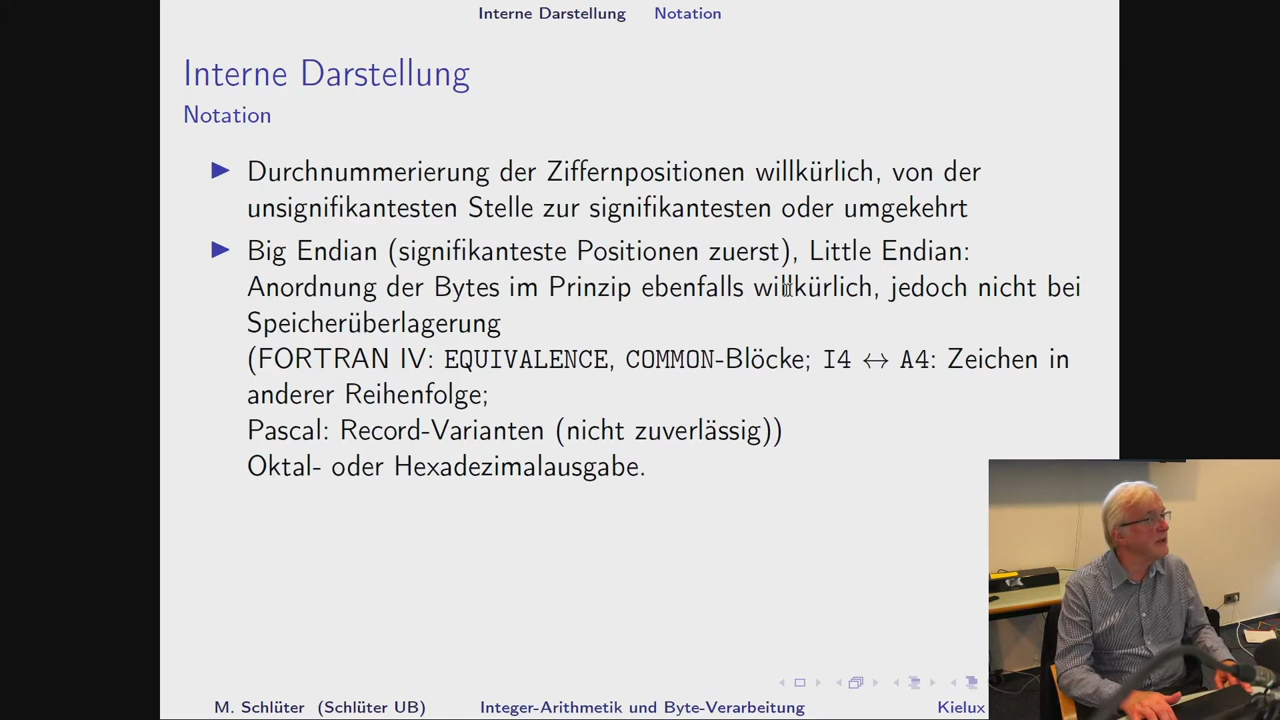 Interne Darstellung Notation
Interne Darstellung
Notation
Durchnummerierung der Ziffernpositionen willkürlich, von der
unsignifikantesten Stelle zur signifikantesten oder umgekehrt
Big Endian (signifikanteste Positionen zuerst), Little Endian:
Anordnung der Bytes im Prinzip ebenfalls willkürlich, jedoch nicht bei
Speicherüberlagerung
(FORTRAN IV: EQUIVALENCE, COMMON-Blöcke; I4 ↔ A4: Zeichen in
anderer Reihenfolge;
Pascal: Record-Varianten (nicht zuverlässig))
Oktal- oder Hexadezimalausgabe.
M. Schlüter (Schlüter UB) Integer-Arithmetik und Byte-Verarbeitung Kielux